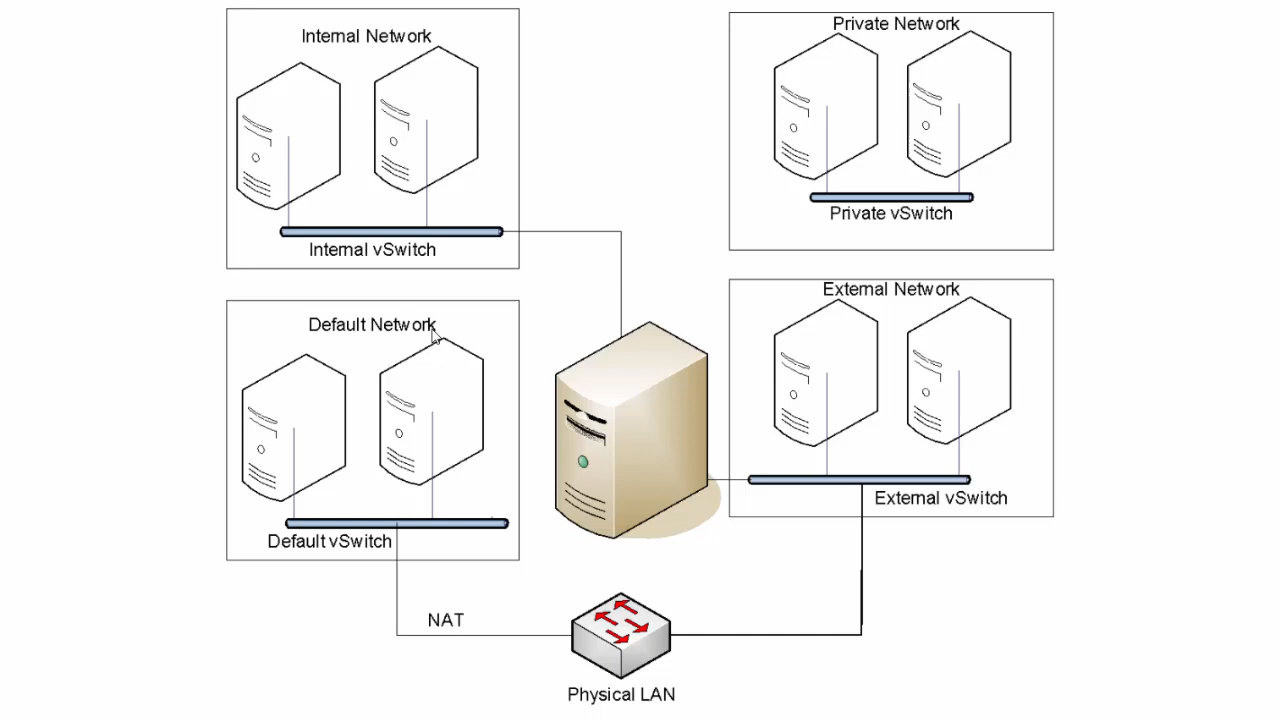 Internal Network
Internal vSwitch
Private Network
Private vSwitch
Default Network
Default vSwitch
External Network
External vSwitch
NAT
Physical LAN